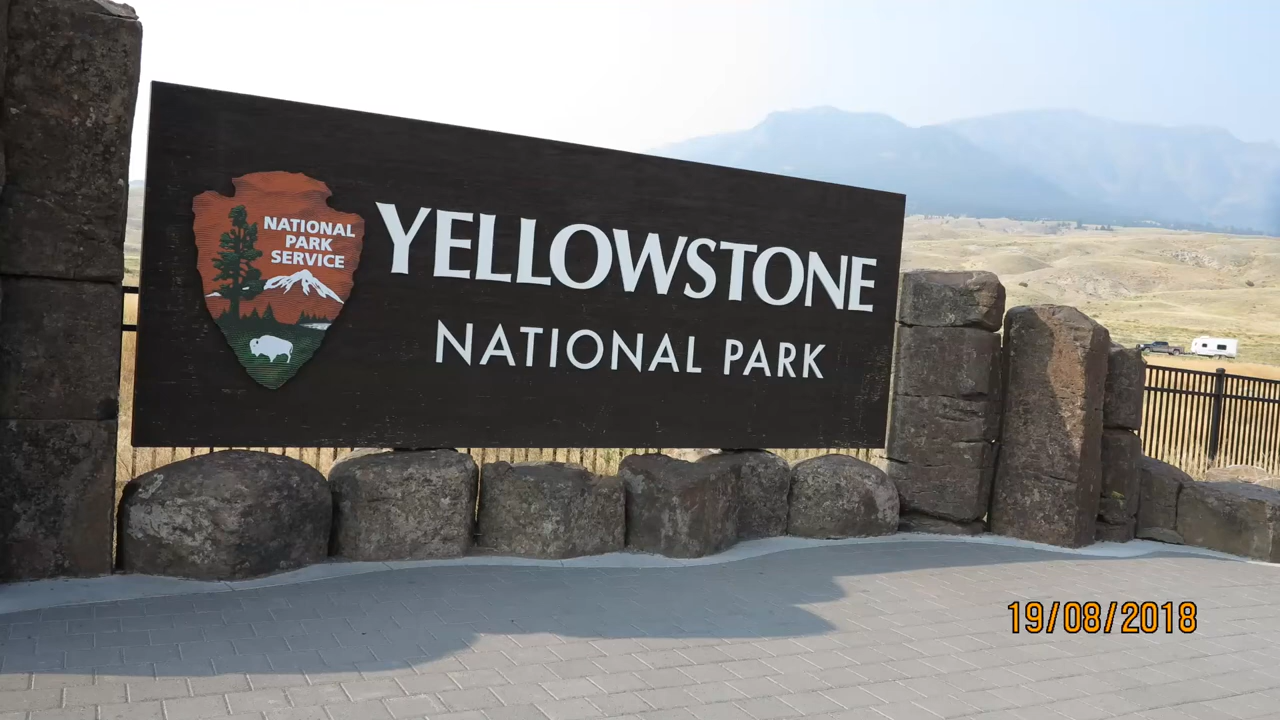 NATIONAL
PARK
SERVICE
YELLOWSTONE
NATIONAL PARK
19/08/2018